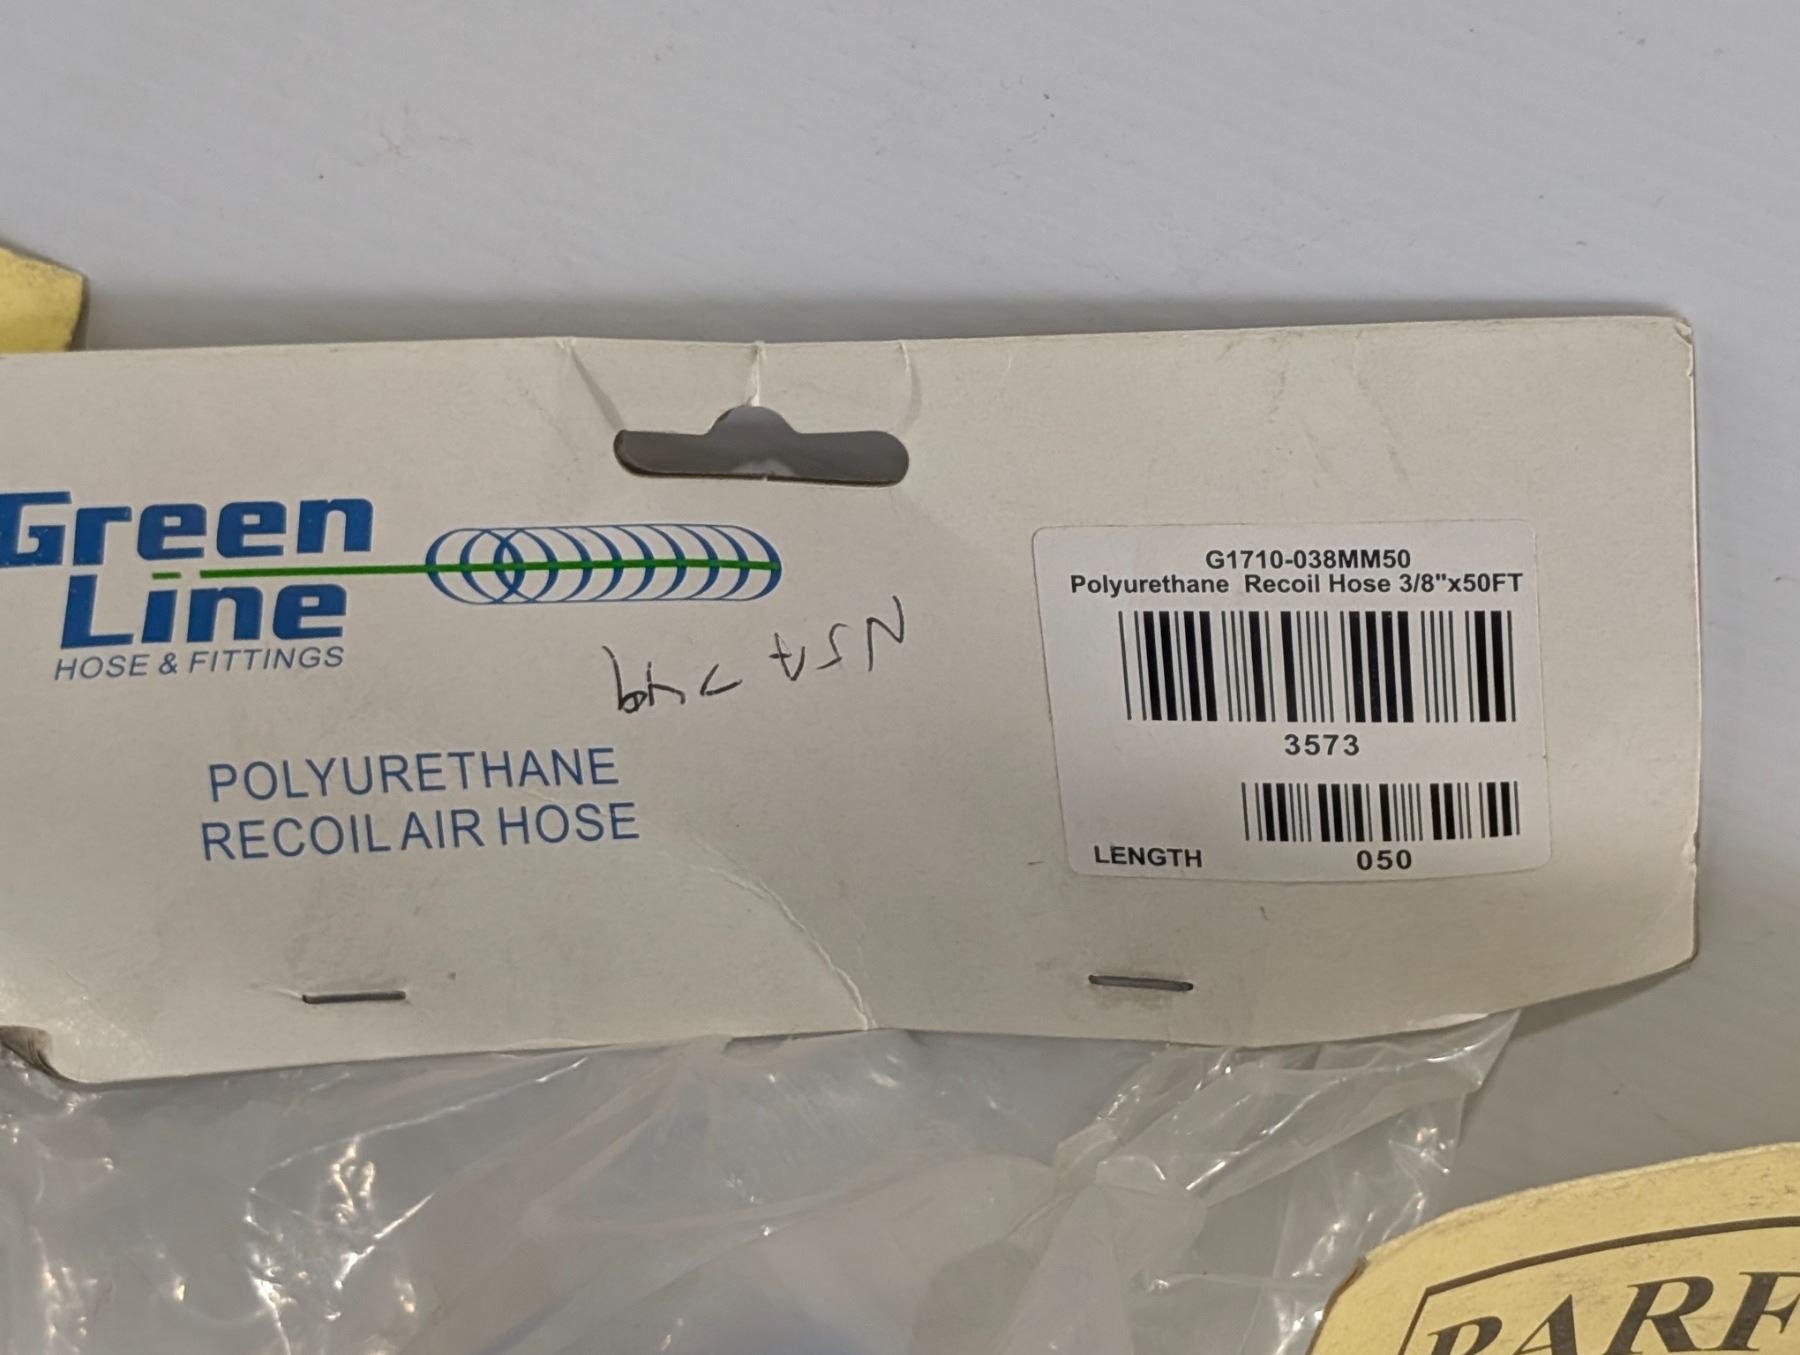 Green
Line
HOSE & FITTINGS
POLYURETHANE
RECOIL AIR HOSE
G1710-038MM50
Polyurethane Recoil Hose 3/8"x50FT
3573
LENGTH 050